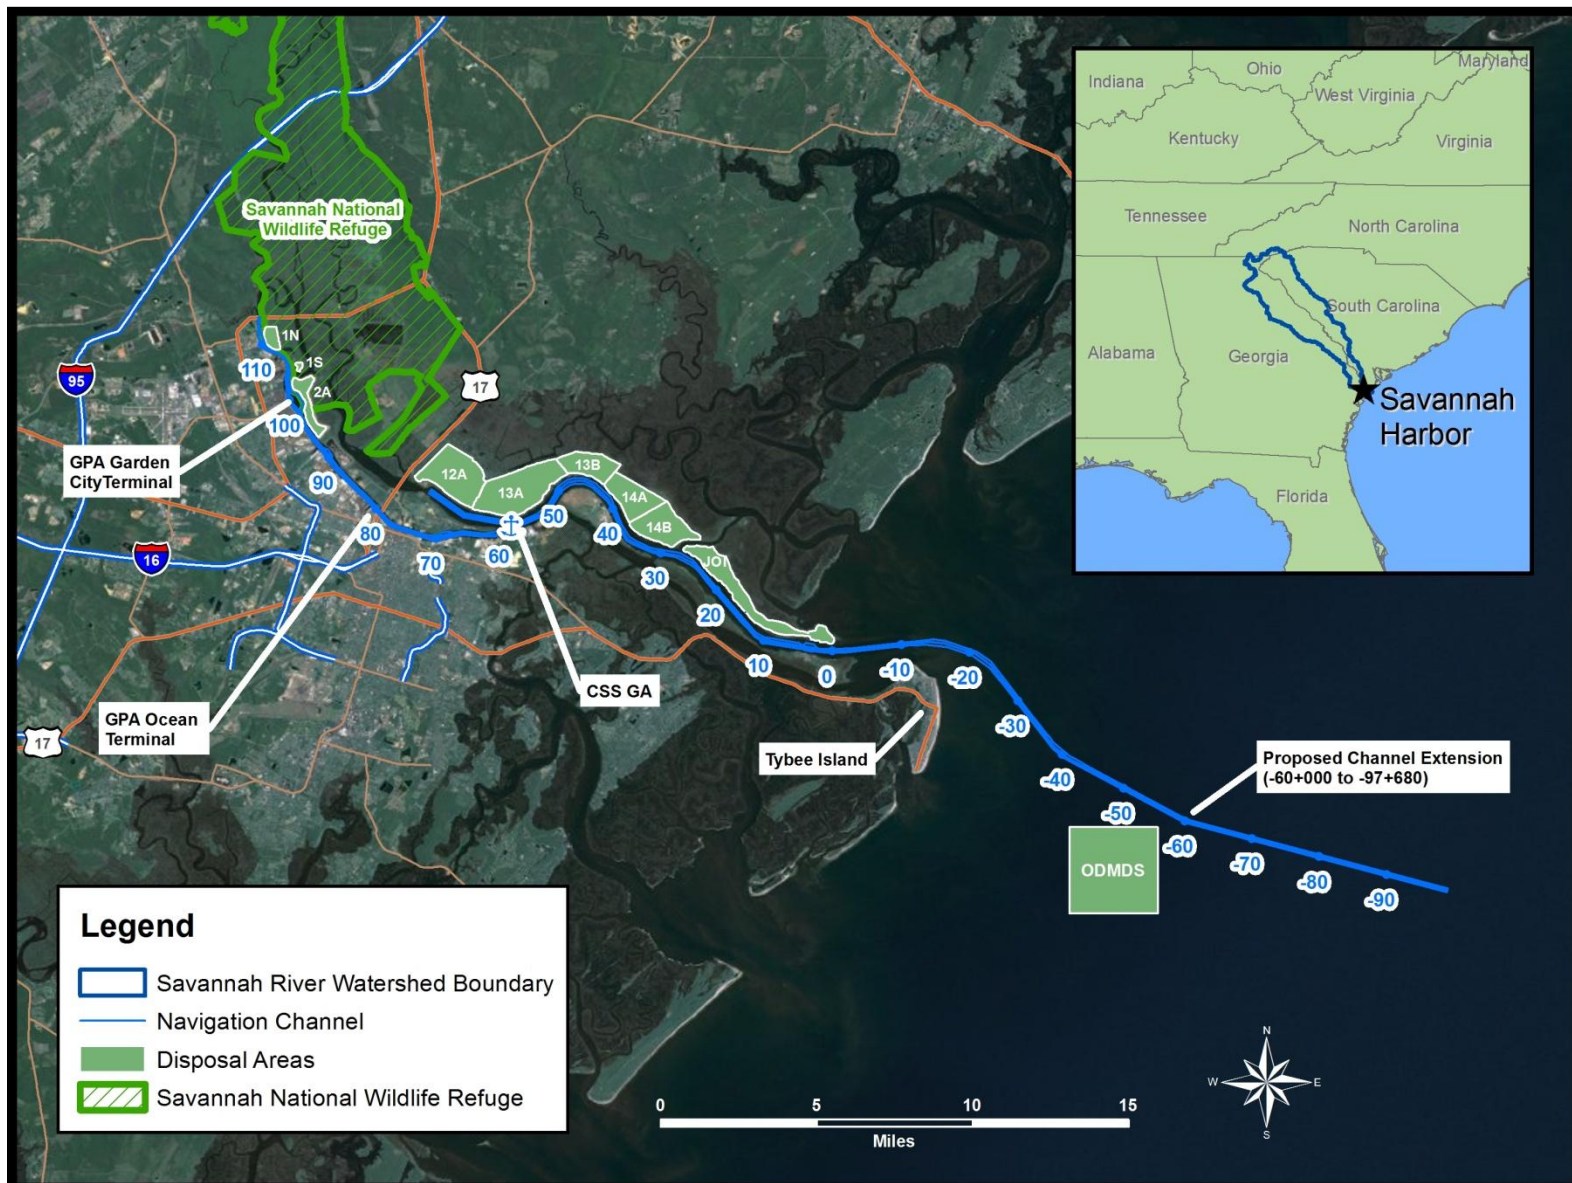 Indiana
Ohio
Maryland
West Virginia
Kentucky
Virginia
Tennessee
North Carolina
South Carolina
Alabama
Georgia
Savannah
Harbor
Florida
Savannah National
Wildlife Refuge
1N
1S
2A
95
17
16
17
110
100
90
80
70
60
50
40
30
20
10
0
-10
-20
-30
-40
-50
-60
-70
-80
-90
12A
13A
13B
14A
14B
JOI
GPA Garden
CityTerminal
GPA Ocean
Terminal
CSS GA
Tybee Island
Proposed Channel Extension
(-60+000 to -97+680)
ODMDS
Legend
Savannah River Watershed Boundary
Navigation Channel
Disposal Areas
Savannah National Wildlife Refuge
0 5 10 15
Miles
N
W E
S